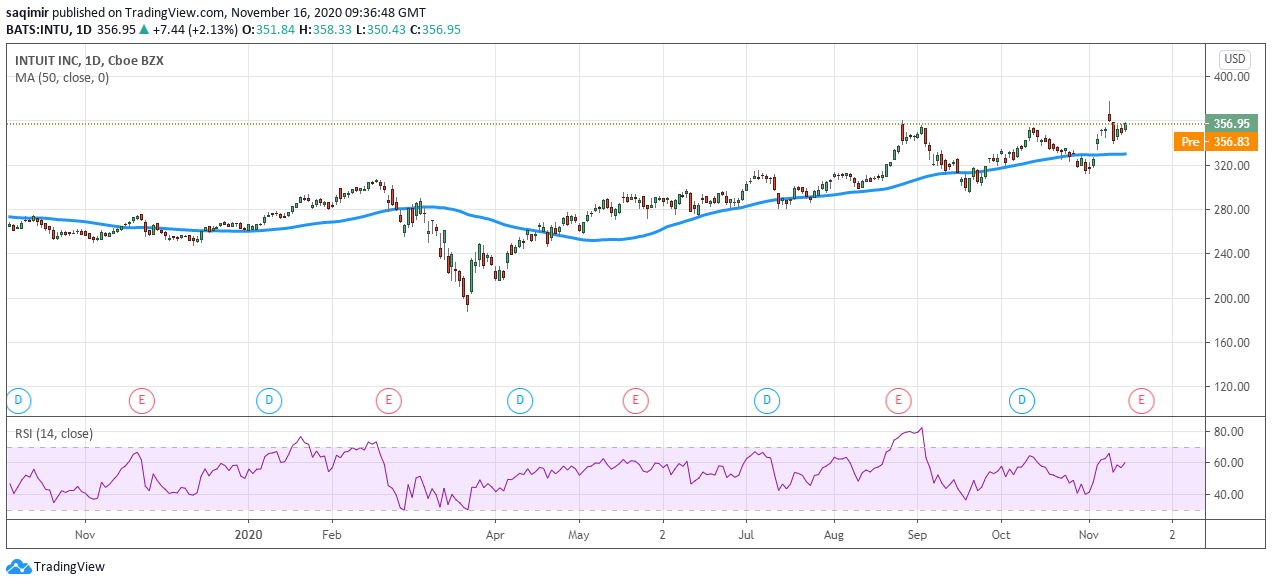 saqimir published on TradingView.com, November 16, 2020 09:36:48 GMT
BATS:INTU, 1D 356.95 ▲ +7.44 (+2.13%) O:351.84 H:358.33 L:350.43 C:356.95
INTUIT INC, 1D, Cboe BZX
MA (50, close, 0)
USD
400.00
356.95
Pre 356.83
320.00
280.00
240.00
200.00
160.00
120.00
D E D E D E D E D E
RSI (14, close)
80.00
60.00
40.00
Nov 2020 Feb Apr May 2 Jul Aug Sep Oct Nov 2
TradingView